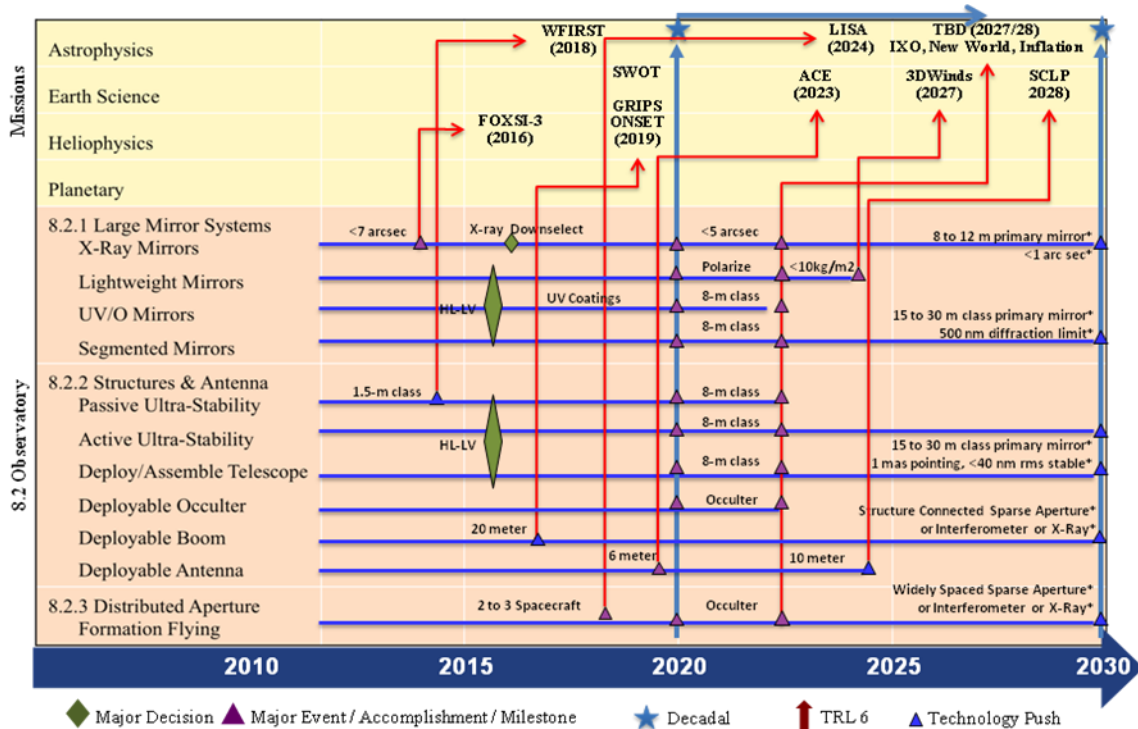 Missions
Astrophysics
Earth Science
Heliophysics
Planetary
WFIRST
(2018)
LISA
(2024)
TBD (2027/28)
IXO, New World, Inflation
SWOT
ACE
(2023)
3DWinds
(2027)
SCLP
2028)
FOXSI-3
(2016)
GRIPS
ONSET
(2019)
8.2 Observatory
8.2.1 Large Mirror Systems
X-Ray Mirrors
<7 arcsec
X-ray Downselect
<5 arcsec
8 to 12 m primary mirror*
<1 arc sec*
Lightweight Mirrors
Polarize
<10kg/m2
UV/O Mirrors
HL-LV
UV Coatings
8-m class
15 to 30 m class primary mirror*
500 nm diffraction limit*
Segmented Mirrors
8-m class
8.2.2 Structures & Antenna
Passive Ultra-Stability
1.5-m class
8-m class
Active Ultra-Stability
HL-LV
8-m class
15 to 30 m class primary mirror*
1 mas pointing, <40 nm rms stable*
Deploy/Assemble Telescope
8-m class
Deployable Occulter
Occulter
Structure Connected Sparse Aperture*
or Interferometer or X-Ray*
Deployable Boom
20 meter
Deployable Antenna
6 meter
10 meter
8.2.3 Distributed Aperture
Formation Flying
2 to 3 Spacecraft
Occulter
Widely Spaced Sparse Aperture*
or Interferometer or X-Ray*
2010
2015
2020
2025
2030
Major Decision
Major Event / Accomplishment / Milestone
Decadal
TRL 6
Technology Push